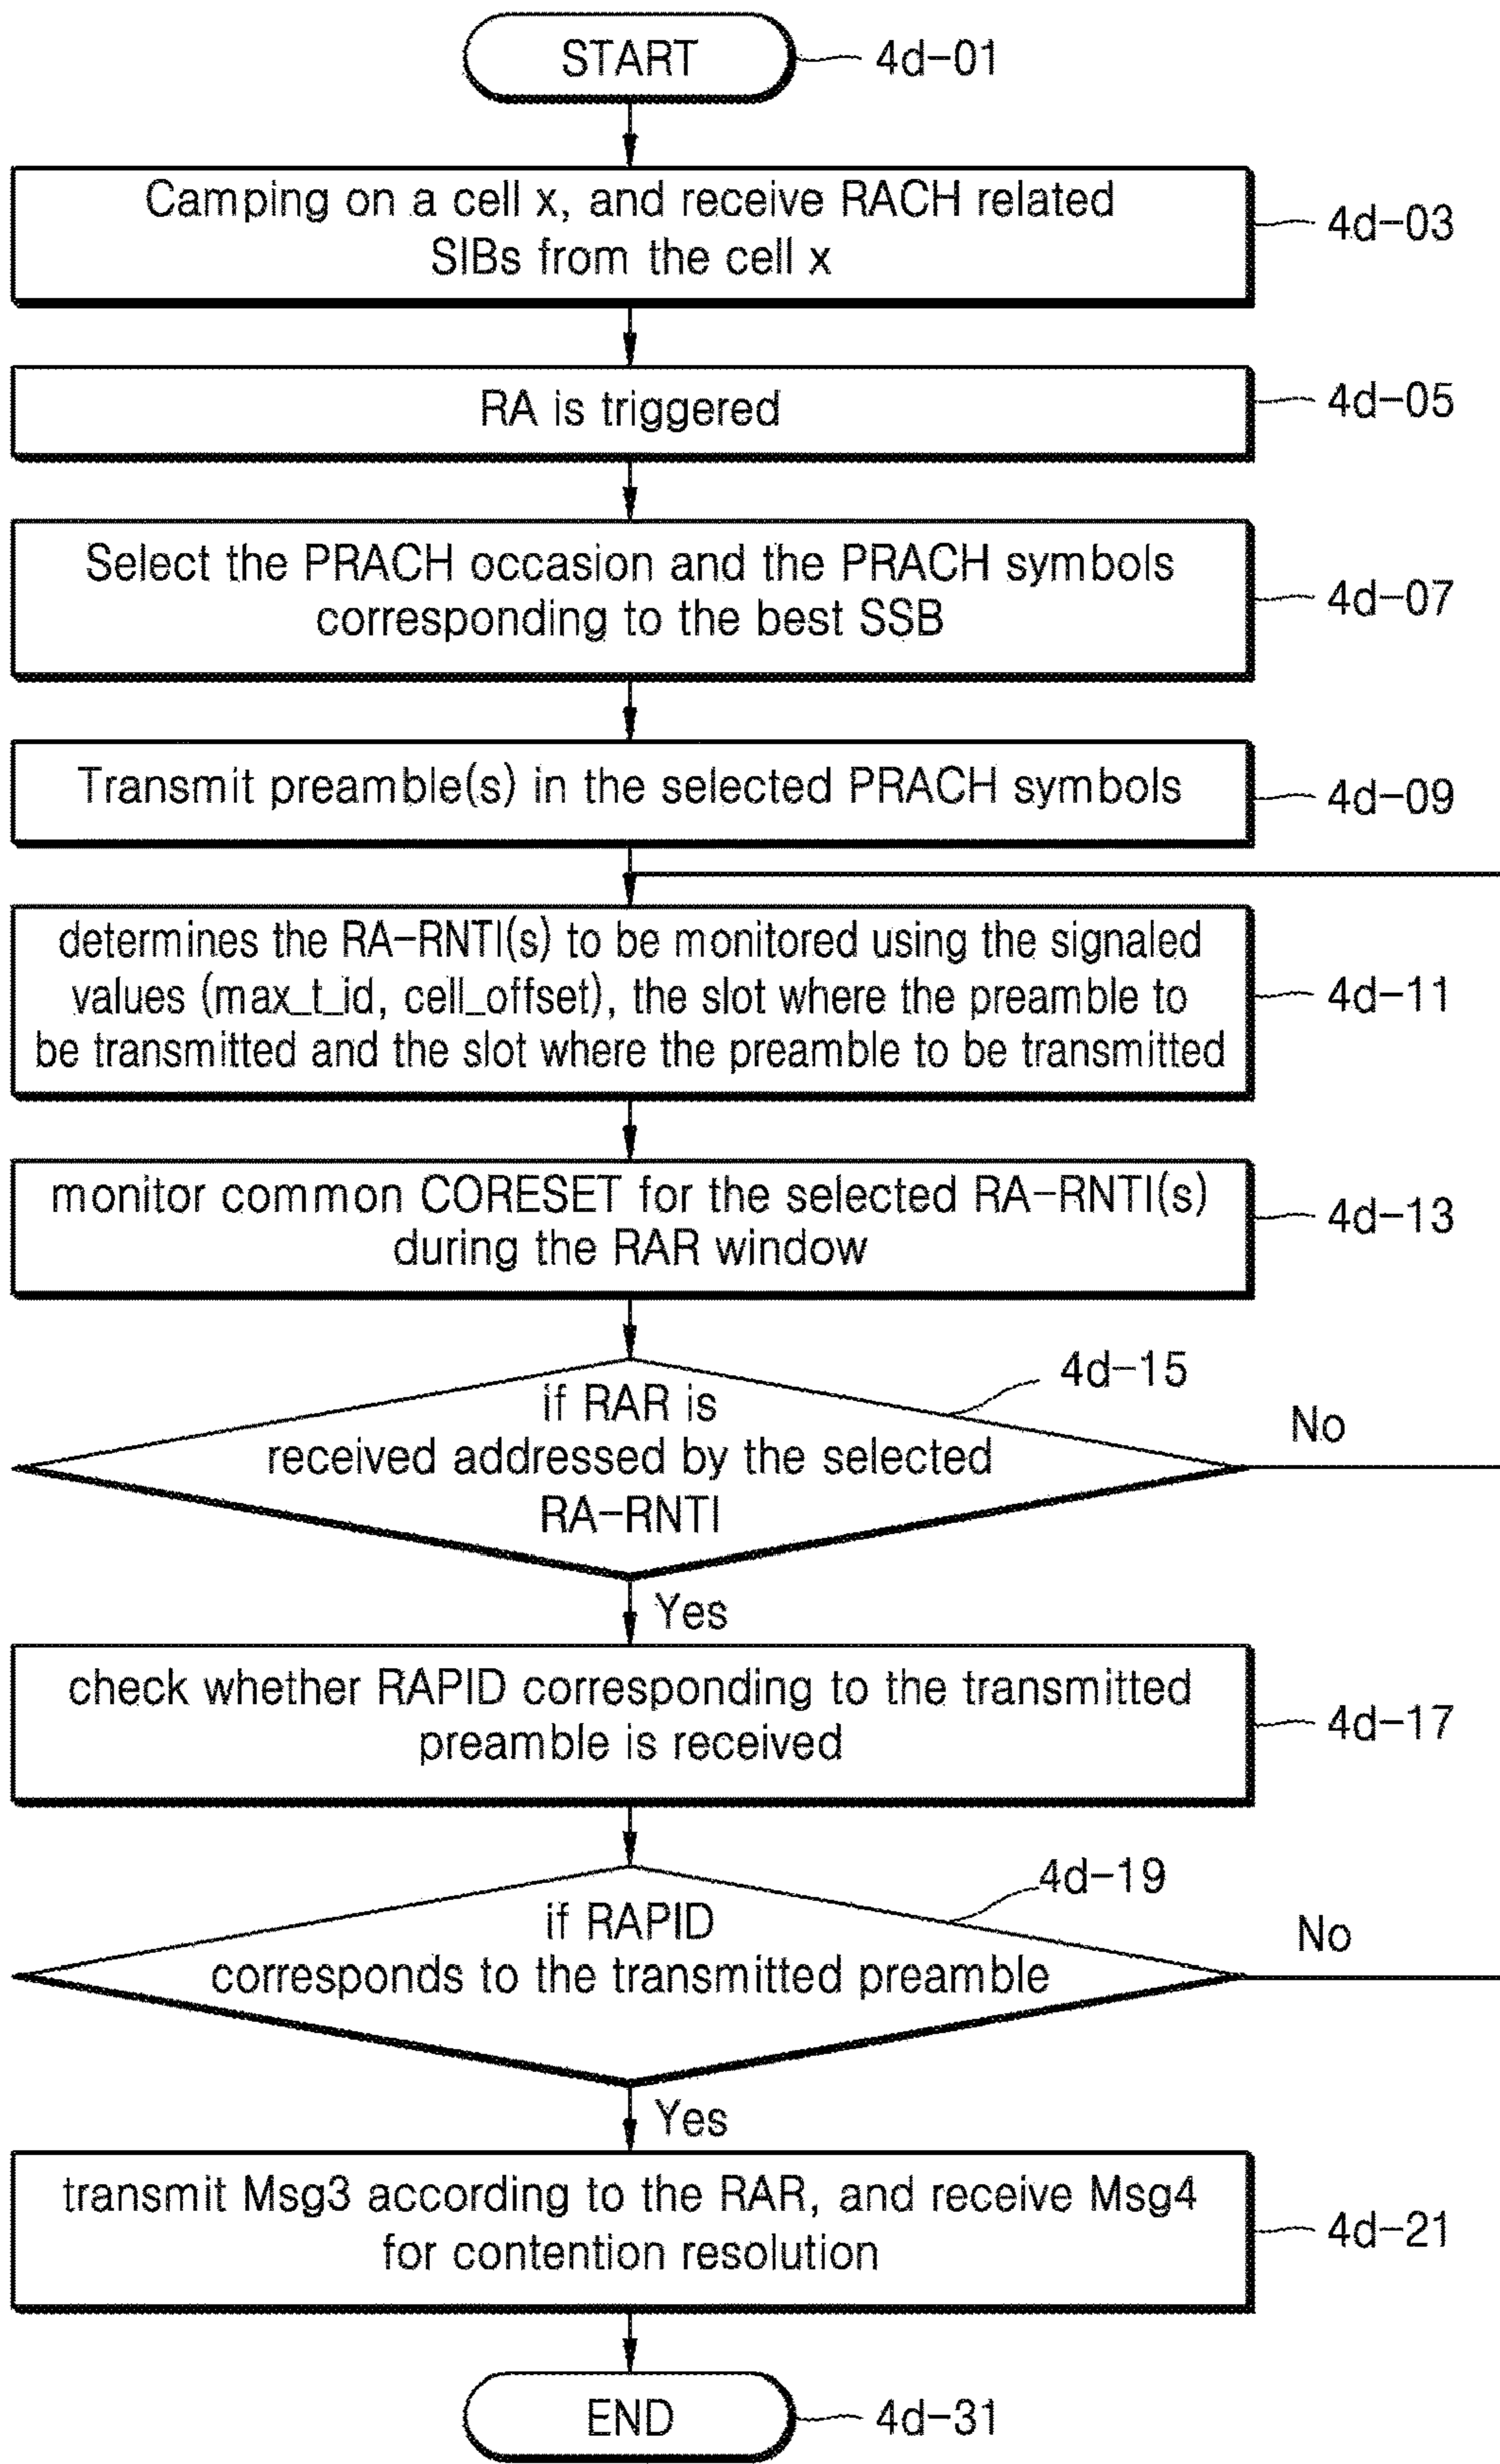 START
4d-01
Camping on a cell x, and receive RACH related
SIBs from the cell x
4d-03
RA is triggered
4d-05
Select the PRACH occasion and the PRACH symbols
corresponding to the best SSB
4d-07
Transmit preamble(s) in the selected PRACH symbols
4d-09
determines the RA-RNTI(s) to be monitored using the signaled
values (max_t_id, cell_offset), the slot where the preamble to
be transmitted and the slot where the preamble to be transmitted
4d-11
monitor common CORESET for the selected RA-RNTI(s)
during the RAR window
4d-13
if RAR is
received addressed by the selected
RA-RNTI
4d-15
No
Yes
check whether RAPID corresponding to the transmitted
preamble is received
4d-17
if RAPID
corresponds to the transmitted preamble
4d-19
No
Yes
transmit Msg3 according to the RAR, and receive Msg4
for contention resolution
4d-21
END
4d-31